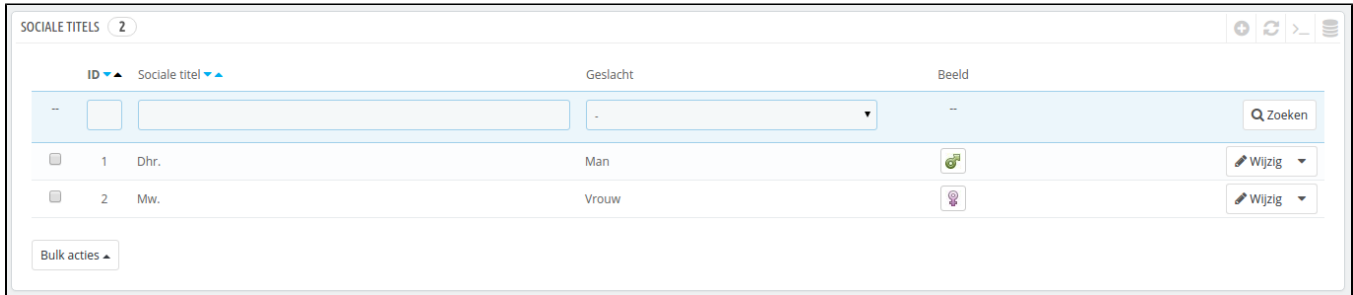 SOCIALE TITELS 2
ID Sociale titel Geslacht Beeld
-- - -- Zoeken
1 Dhr. Man Wijzig
2 Mw. Vrouw Wijzig
Bulk acties